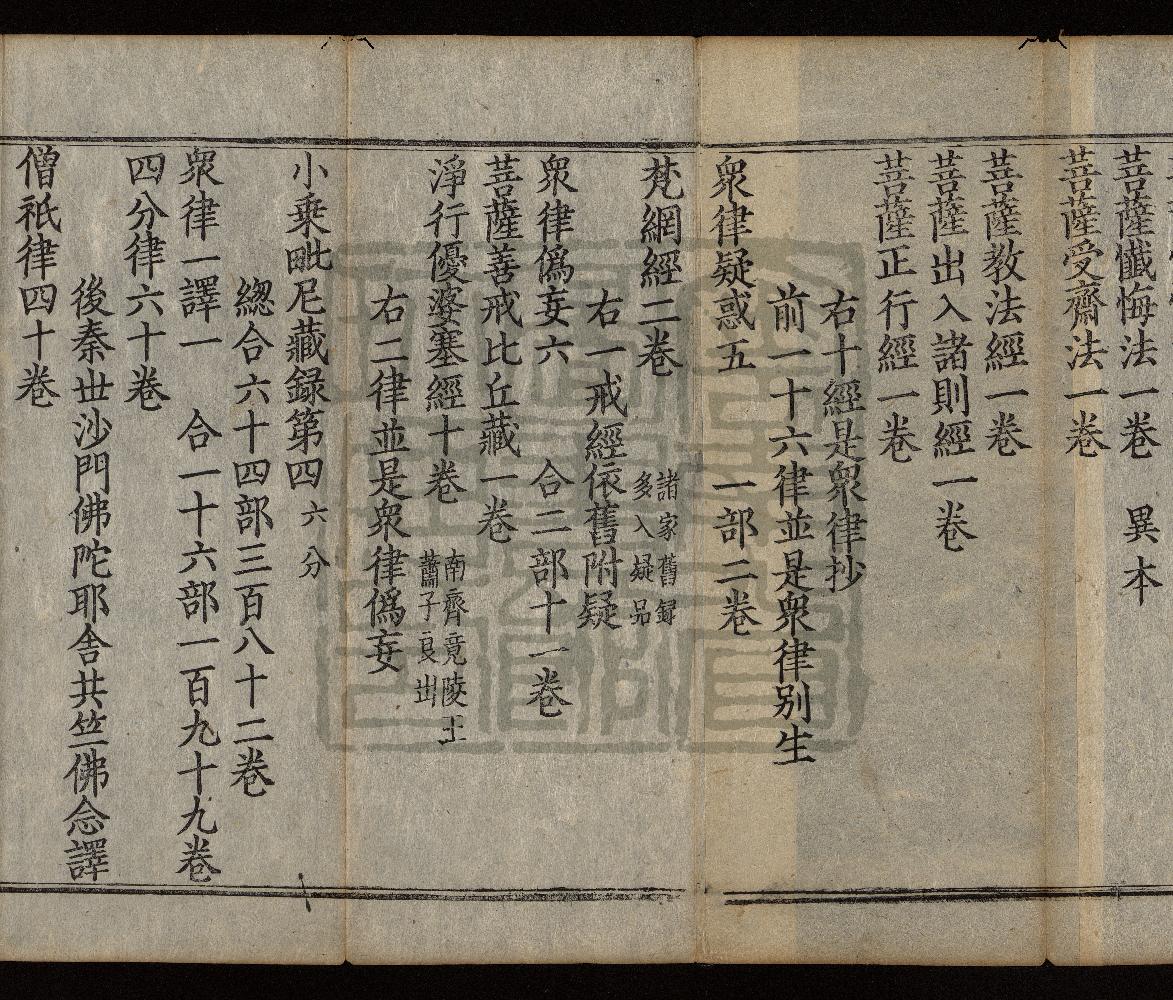 菩薩懺悔法一卷　異本
菩薩受齋法一卷
菩薩教法經一卷
菩薩出入諸則經一卷
菩薩正行經一卷
右十經是衆律抄
前一十六律並是衆律別生
衆律疑惑五　　一部二卷
梵網經二卷　諸家舊録多入疑品
右一戒經依舊附疑
衆律僞妄六　　合二部十一卷
菩薩善戒比丘藏一卷
淨行優婆塞經十卷　南齊竟陵王蕭子良出
右二律並是衆律僞妄
小乘毗尼藏録第四　六分
總合六十四部三百八十二卷
衆律一譯一　合一十六部一百九十九卷
四分律六十卷
後秦世沙門佛陀耶舍共竺佛念譯
僧祇律四十卷